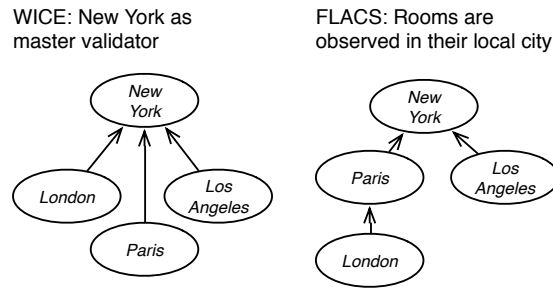 WICE: New York as
master validator
New
York
London
Los
Angeles
Paris
FLACS: Rooms are
observed in their local city
New
York
Paris
Los
Angeles
London